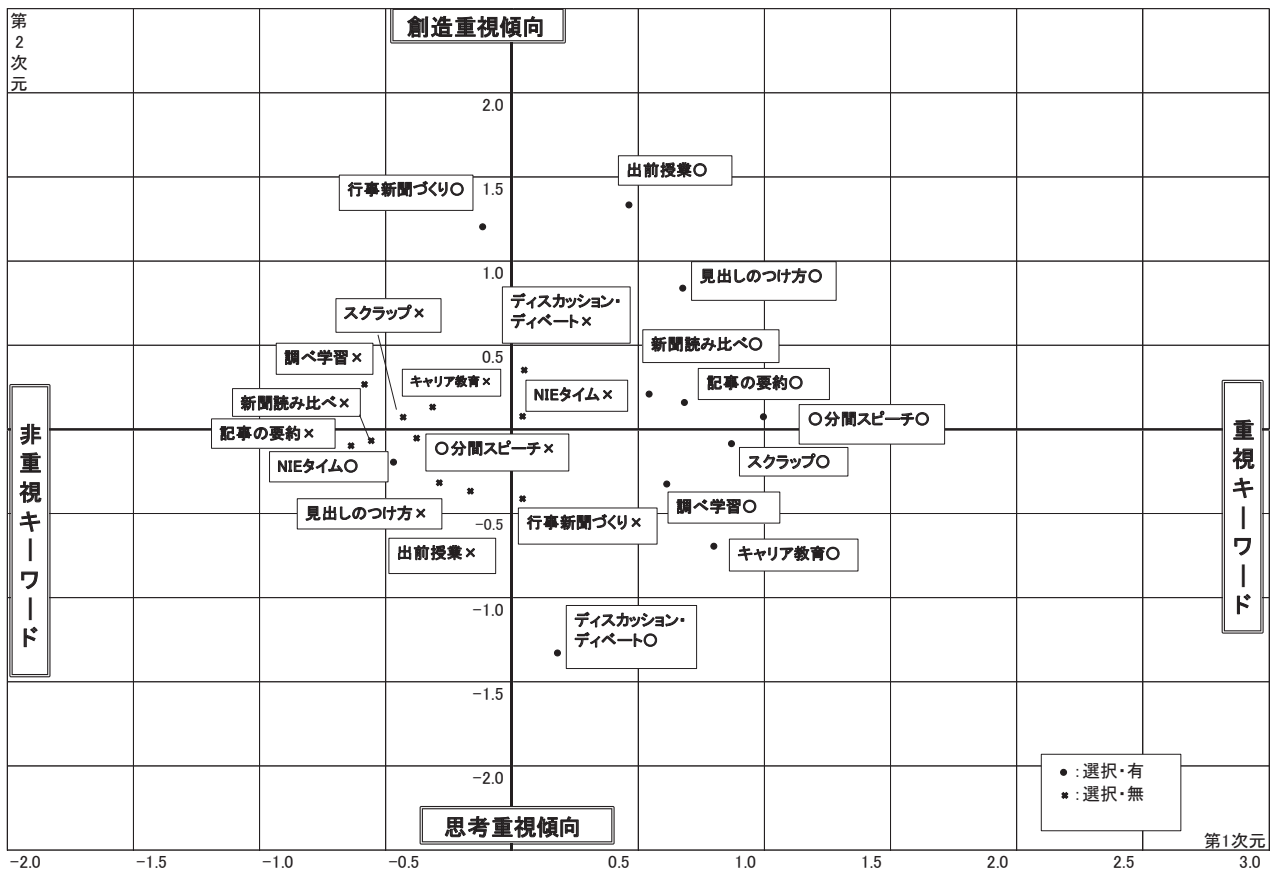 第
2
次
元
創造重視傾向
2.0
出前授業○
行事新聞づくり○
1.5
1.0
見出しのつけ方○
ディスカッション・
ディベート×
スクラップ×
新聞読み比べ○
調べ学習×
0.5
キャリア教育×
記事の要約○
NIEタイム×
新聞読み比べ×
○分間スピーチ○
記事の要約×
○分間スピーチ×
スクラップ○
NIEタイム○
調べ学習○
見出しのつけ方×
行事新聞づくり×
-0.5
出前授業×
キャリア教育○
非重視キーワード
重視キーワード
-1.0
ディスカッション・
ディベート○
-1.5
-2.0
●:選択・有
×:選択・無
思考重視傾向
第1次元
-2.0 -1.5 -1.0 -0.5 0.5 1.0 1.5 2.0 2.5 3.0